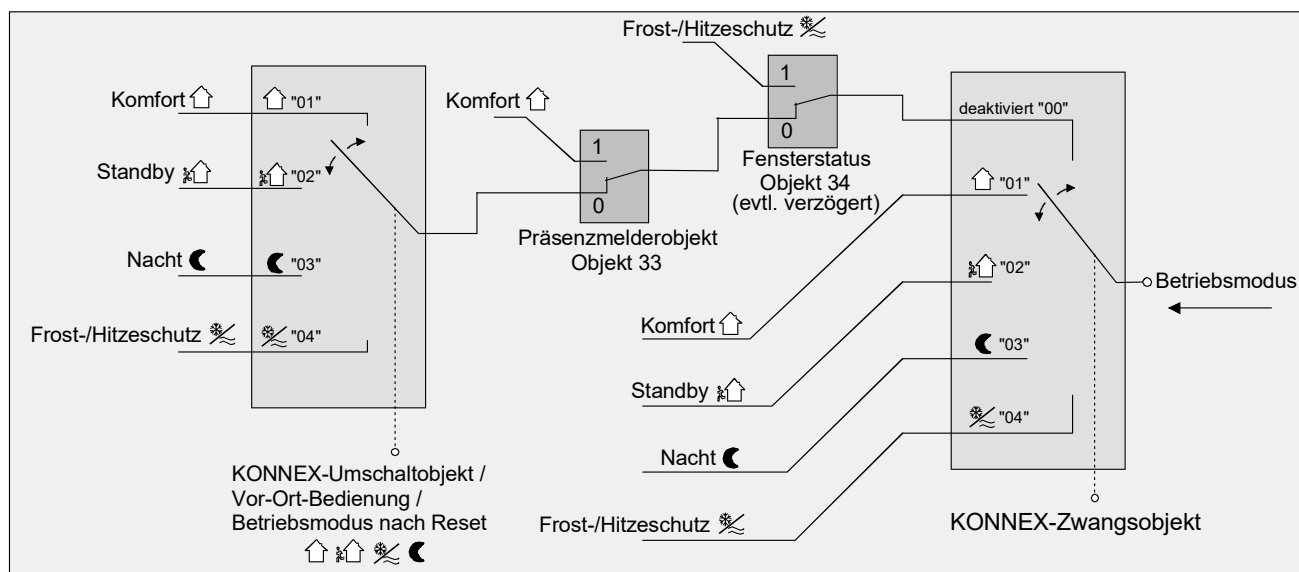 Frost-/Hitzeschutz
1
0
Fensterstatus
Objekt 34
(evtl. verzögert)
Komfort
1
0
Präsenzmelderobjekt
Objekt 33
Komfort
"01"
Standby
"02"
Nacht
"03"
Frost-/Hitzeschutz
"04"
KONNEX-Umschaltobjekt /
Vor-Ort-Bedienung /
Betriebsmodus nach Reset
deaktiviert "00"
"01"
"02"
"03"
"04"
Komfort
Standby
Nacht
Frost-/Hitzeschutz
Betriebsmodus
KONNEX-Zwangsobjekt